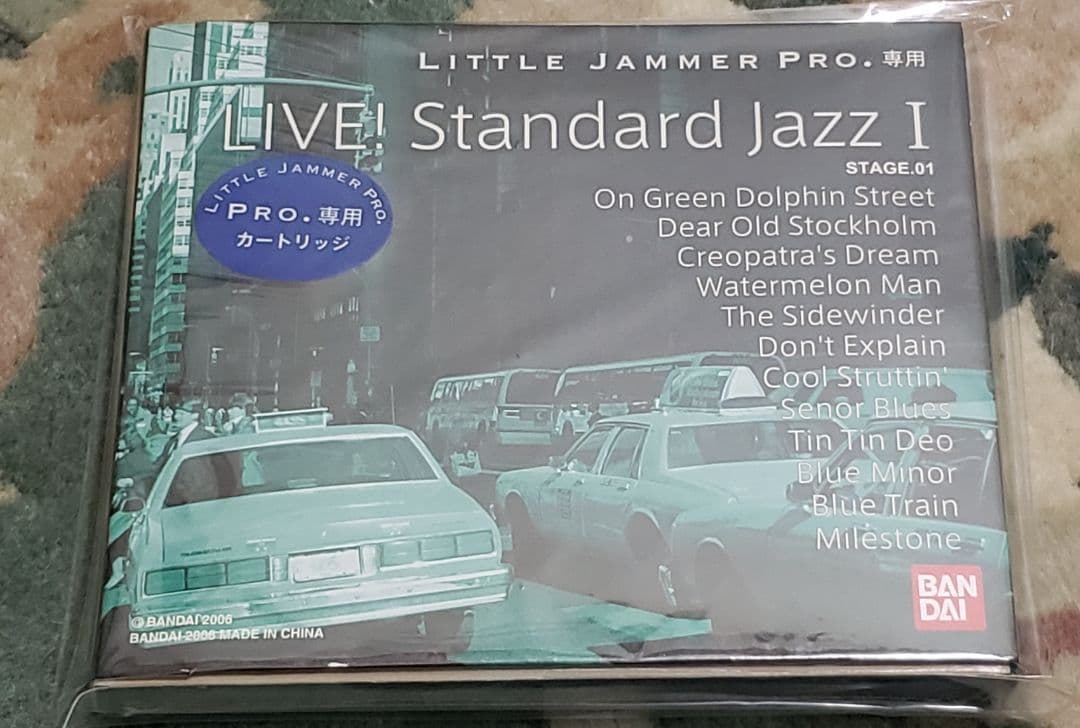 LITTLE JAMMER PRO. 専用
LIVE! Standard Jazz I
STAGE.01
LITTLE JAMMER PRO.
PRO. 専用
カートリッジ
On Green Dolphin Street
Dear Old Stockholm
Creopatra's Dream
Watermelon Man
The Sidewinder
Don't Explain
Cool Struttin'
Senor Blues
Tin Tin Deo
Blue Minor
Blue Train
Milestone
BAN
DAI
© BANDAI 2006
BANDAI 2006 MADE IN CHINA